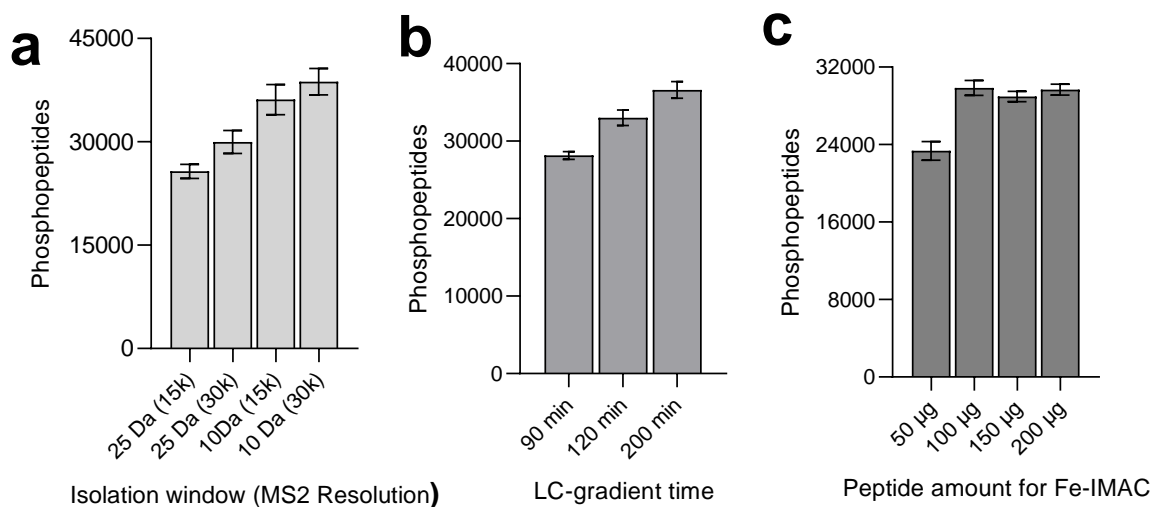 a
45000
30000
15000
0
Phosphopeptides
25 Da (15k)
25 Da (30k)
10Da (15k)
10 Da (30k)
Isolation window (MS2 Resolution)
b
40000
30000
20000
10000
0
Phosphopeptides
90 min
120 min
200 min
LC-gradient time
c
32000
24000
16000
8000
0
Phosphopeptides
50 µg
100 µg
150 µg
200 µg
Peptide amount for Fe-IMAC